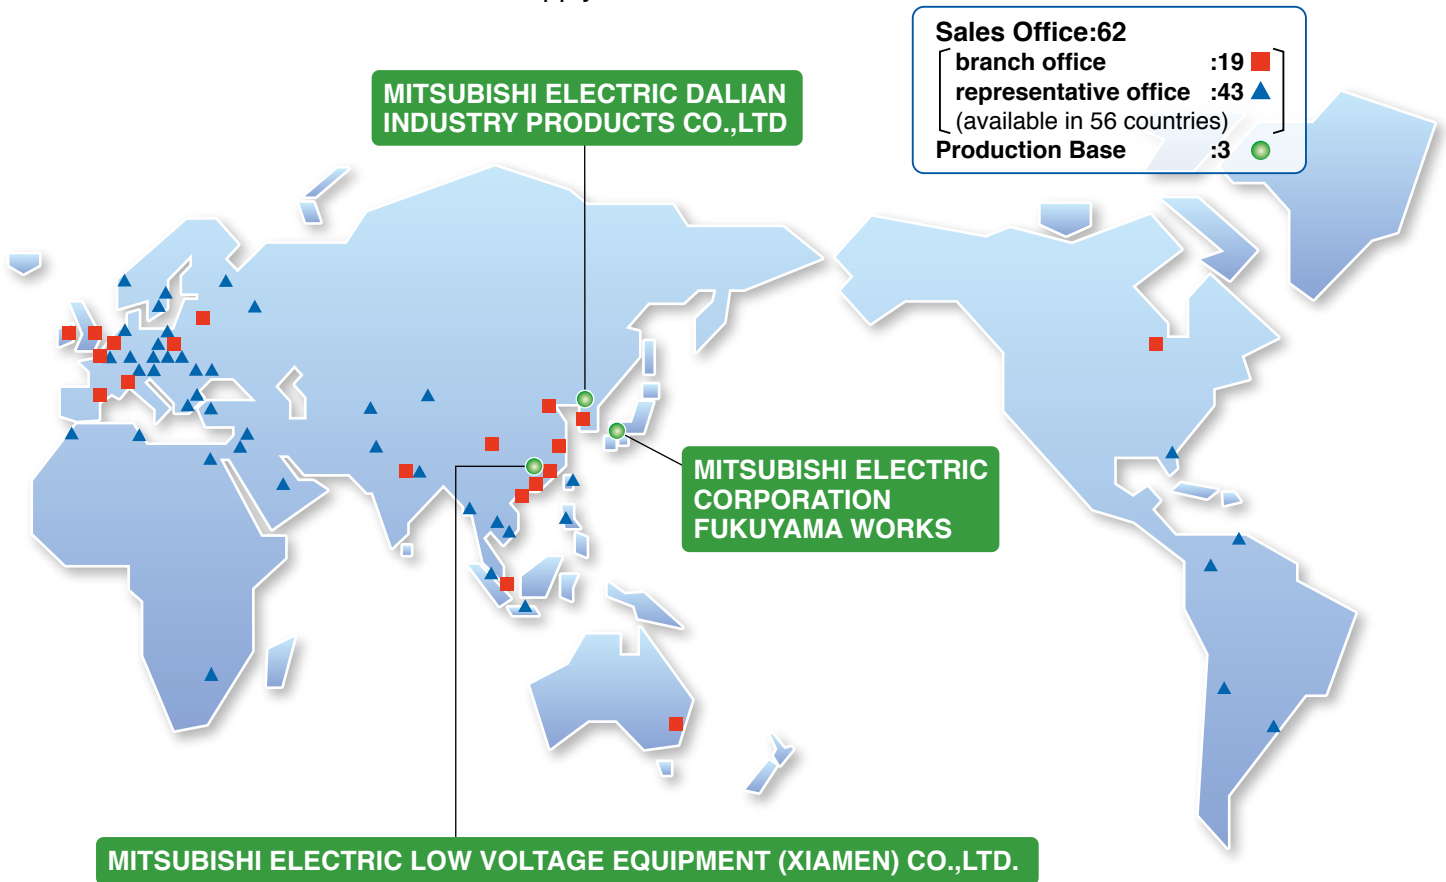 Sales Office:62
branch office :19
representative office :43
(available in 56 countries)
Production Base :3
MITSUBISHI ELECTRIC DALIAN
INDUSTRY PRODUCTS CO.,LTD
MITSUBISHI ELECTRIC
CORPORATION
FUKUYAMA WORKS
MITSUBISHI ELECTRIC LOW VOLTAGE EQUIPMENT (XIAMEN) CO.,LTD.